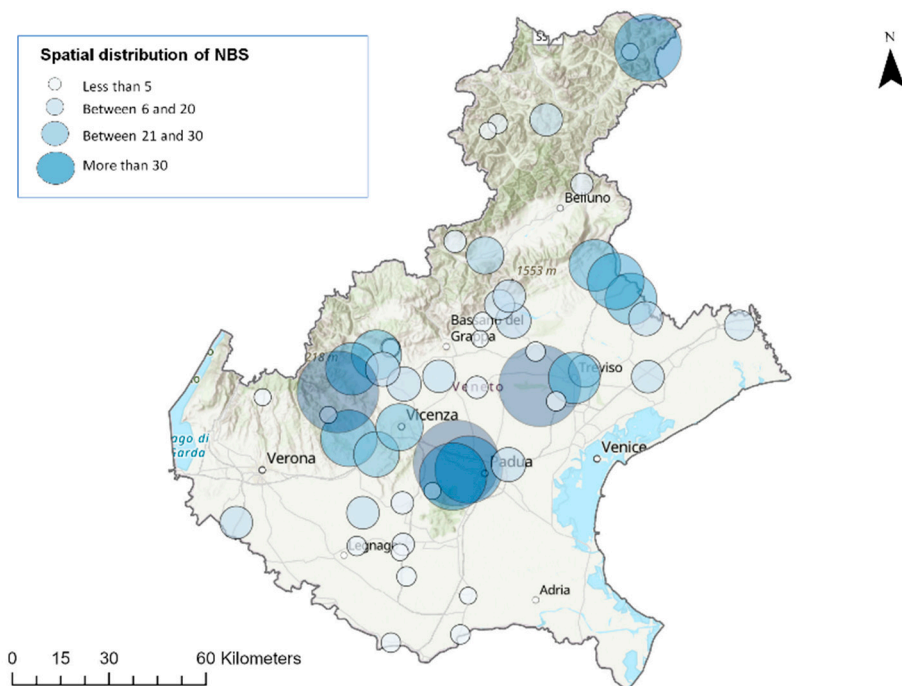 Spatial distribution of NBS
Less than 5
Between 6 and 20
Between 21 and 30
More than 30
N
Belluno
1553 m
Bassano del
Grappa
218 m
Treviso
Veneto
Vicenza
ago di
Garda
Verona
Padua
Venice
Legnago
Adria
0 15 30 60 Kilometers